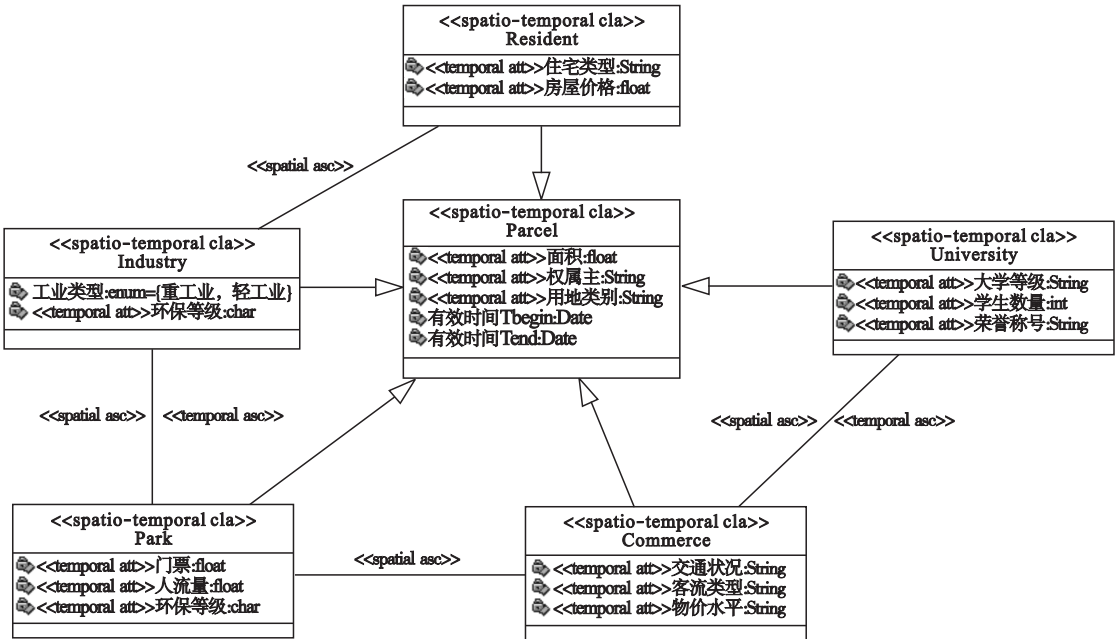 <<spatio-temporal cla>>
Resident
<<temporal att>>住宅类型:String
<<temporal att>>房屋价格:float
<<spatial asc>>
<<spatio-temporal cla>>
Parcel
<<temporal att>>面积:float
<<temporal att>>权属主:String
<<temporal att>>用地类别:String
有效时间Tbegin:Date
有效时间Tend:Date
<<spatio-temporal cla>>
Industry
工业类型:enum={重工业，轻工业}
<<temporal att>>环保等级:char
<<spatio-temporal cla>>
University
<<temporal att>>大学等级:String
<<temporal att>>学生数量:int
<<temporal att>>荣誉称号:String
<<spatial asc>> <<temporal asc>>
<<spatial asc>> <<temporal asc>>
<<spatio-temporal cla>>
Park
<<temporal att>>门票:float
<<temporal att>>人流量:float
<<temporal att>>环保等级:char
<<spatial asc>>
<<spatio-temporal cla>>
Commerce
<<temporal att>>交通状况:String
<<temporal att>>客流类型:String
<<temporal att>>物价水平:String